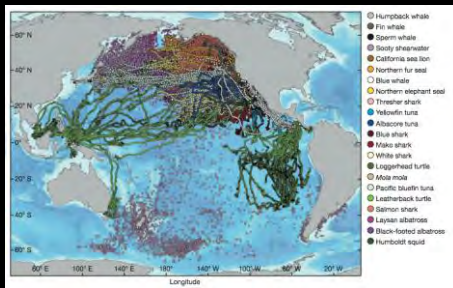 Humpback whale
Fin whale
Sperm whale
Sooty shearwater
California sea lion
Northern fur seal
Blue whale
Northern elephant seal
Thresher shark
Yellowfin tuna
Albacore tuna
Blue shark
Mako shark
White shark
Loggerhead turtle
Mola mola
Pacific bluefin tuna
Leatherback turtle
Salmon shark
Laysan albatross
Black-footed albatross
Humboldt squid
60° N
40° N
20° N
0°
20° S
40° S
60° S
60° E 100° E 140° E 180° 140° W 100° W 60° W 20° W
Longitude